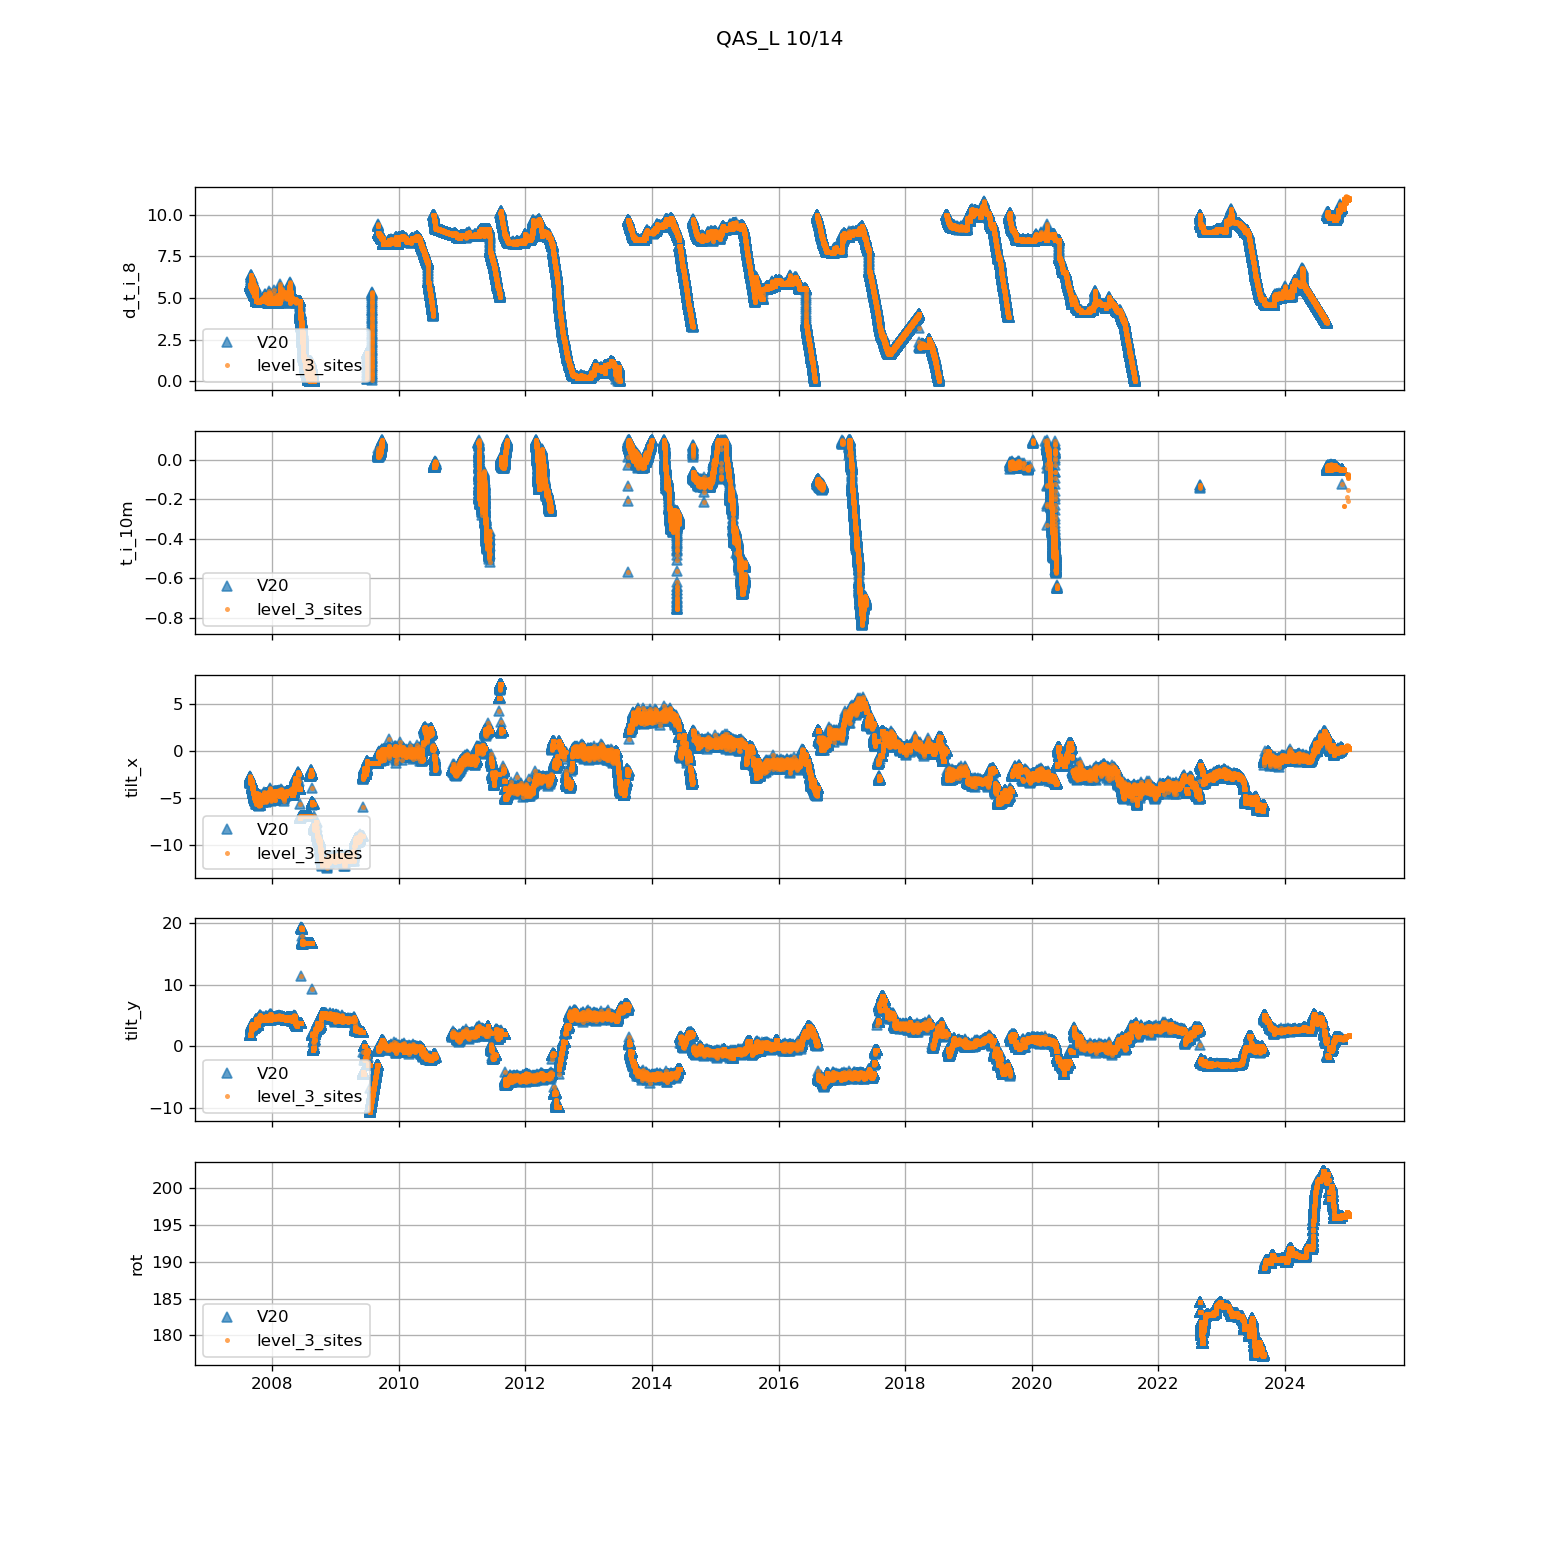 QAS_L 10/14
10.0
7.5
5.0
2.5
0.0
d_t_i_8
V20
level_3_sites
0.0
−0.2
−0.4
−0.6
−0.8
t_i_10m
V20
level_3_sites
5
0
−5
−10
tilt_x
V20
level_3_sites
20
10
0
−10
tilt_y
V20
level_3_sites
200
195
190
185
180
rot
V20
level_3_sites
2008 2010 2012 2014 2016 2018 2020 2022 2024